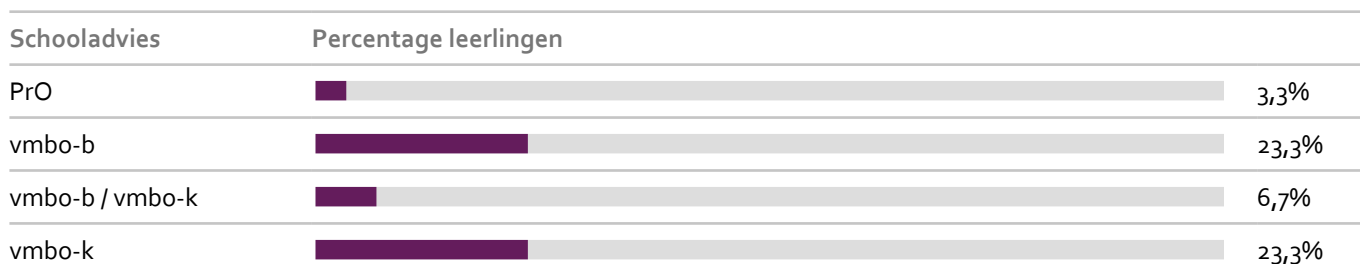 Schooladvies Percentage leerlingen
PrO 3,3%
vmbo-b 23,3%
vmbo-b / vmbo-k 6,7%
vmbo-k 23,3%